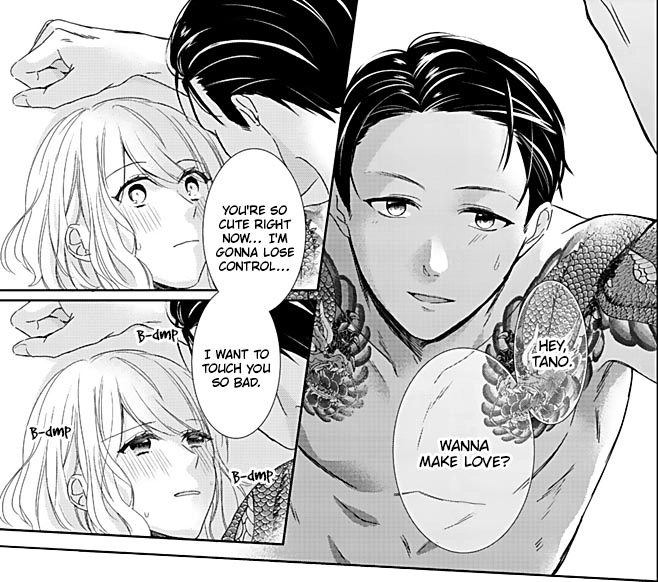 HEY,
TANO.
WANNA
MAKE LOVE?
YOU'RE SO
CUTE RIGHT
NOW... I'M
GONNA LOSE
CONTROL...
I WANT TO
TOUCH YOU
SO BAD.
B-dmp
B-dmp
B-dmp